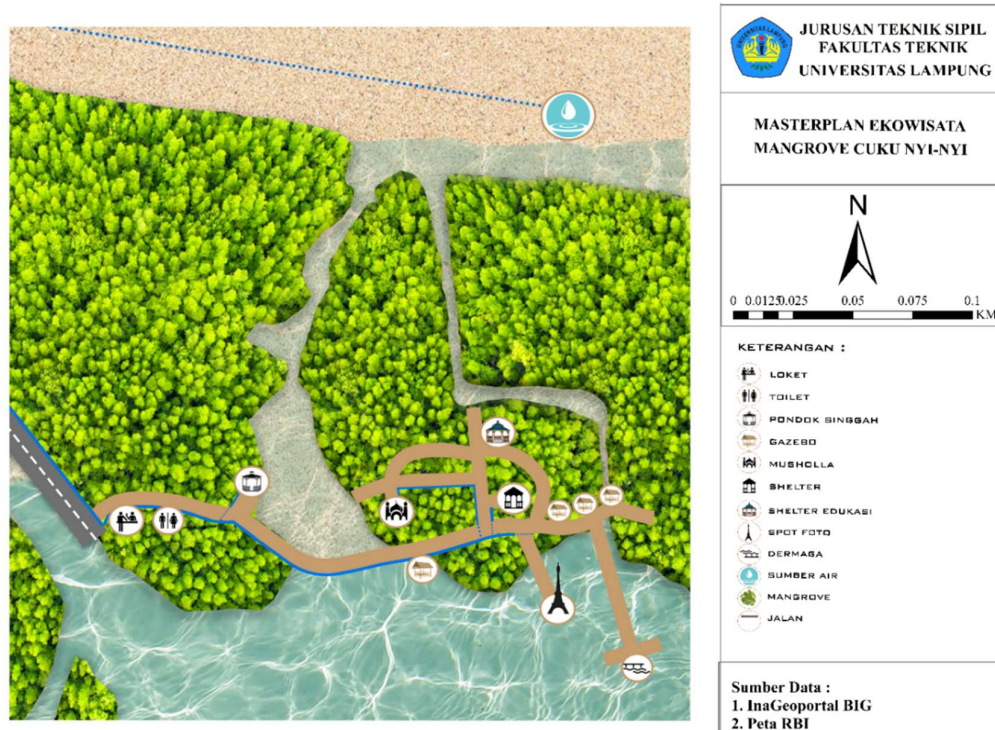 JURUSAN TEKNIK SIPIL
FAKULTAS TEKNIK
UNIVERSITAS LAMPUNG
MASTERPLAN EKOWISATA
MANGROVE CUKU NYI-NYI
N
0 0.0125 0.025 0.05 0.075 0.1
KM
KETERANGAN :
LOKET
TOILET
PONDOK SINGGAH
GAZEBO
MUSHOLLA
SHELTER
SHELTER EDUKASI
SPOT FOTO
DERMAGA
SUMBER AIR
MANGROVE
JALAN
Sumber Data :
1. InaGeoportal BIG
2. Peta RBI